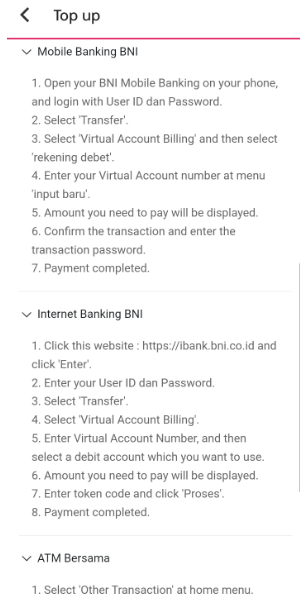 Top up
Mobile Banking BNI
1. Open your BNI Mobile Banking on your phone,
and login with User ID dan Password.
2. Select 'Transfer'.
3. Select 'Virtual Account Billing' and then select
'rekening debet'.
4. Enter your Virtual Account number at menu
'input baru'.
5. Amount you need to pay will be displayed.
6. Confirm the transaction and enter the
transaction password.
7. Payment completed.
Internet Banking BNI
1. Click this website : https://ibank.bni.co.id and
click 'Enter'.
2. Enter your User ID dan Password.
3. Select 'Transfer'.
4. Select 'Virtual Account Billing'.
5. Enter Virtual Account Number, and then
select a debit account which you want to use.
6. Amount you need to pay will be displayed.
7. Enter token code and click 'Proses'.
8. Payment completed.
ATM Bersama
1. Select 'Other Transaction' at home menu.